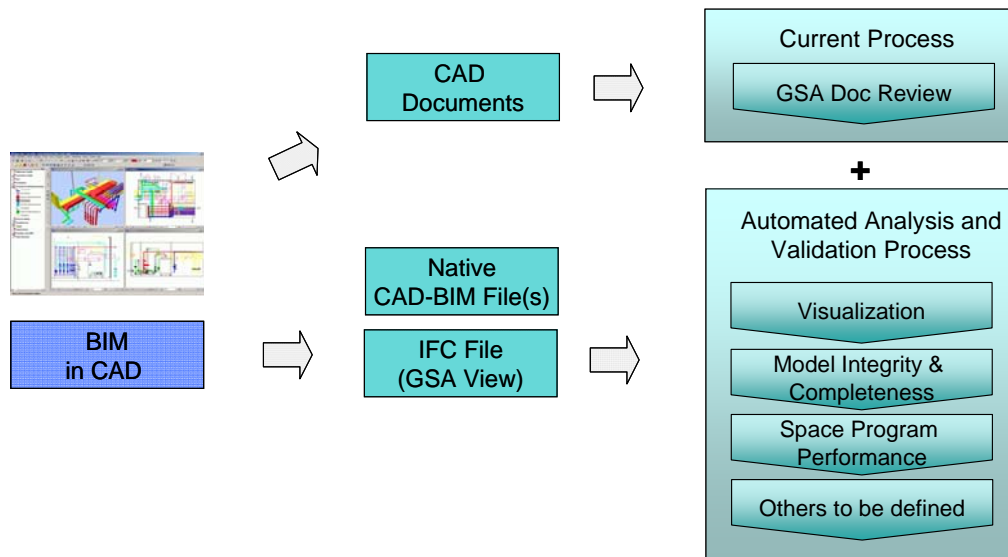 CAD
Documents
Current Process
GSA Doc Review
+
Automated Analysis and
Validation Process
Native
CAD-BIM File(s)
Visualization
BIM
in CAD
IFC File
(GSA View)
Model Integrity &
Completeness
Space Program
Performance
Others to be defined